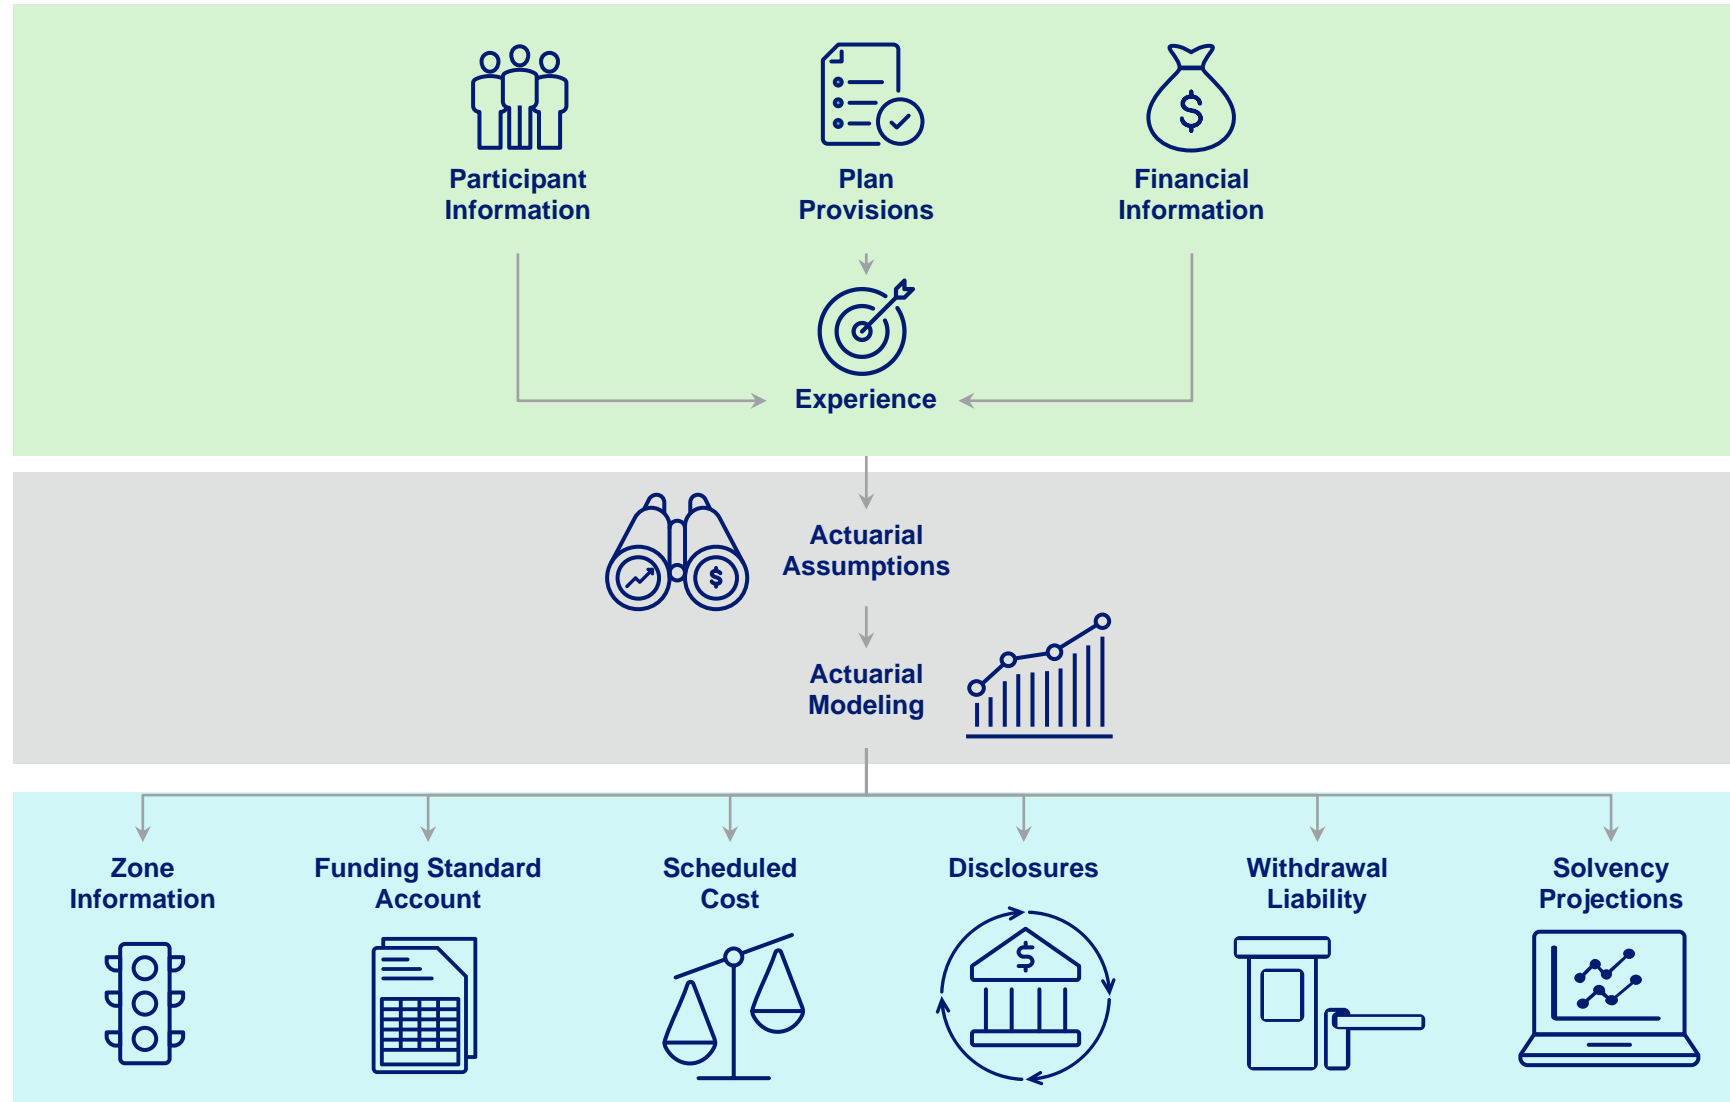 $
Participant
Information
Plan
Provisions
Financial
Information
Experience
$
Actuarial
Assumptions
Actuarial
Modeling
Zone
Information
Funding Standard
Account
Scheduled
Cost
Disclosures
Withdrawal
Liability
Solvency
Projections
$